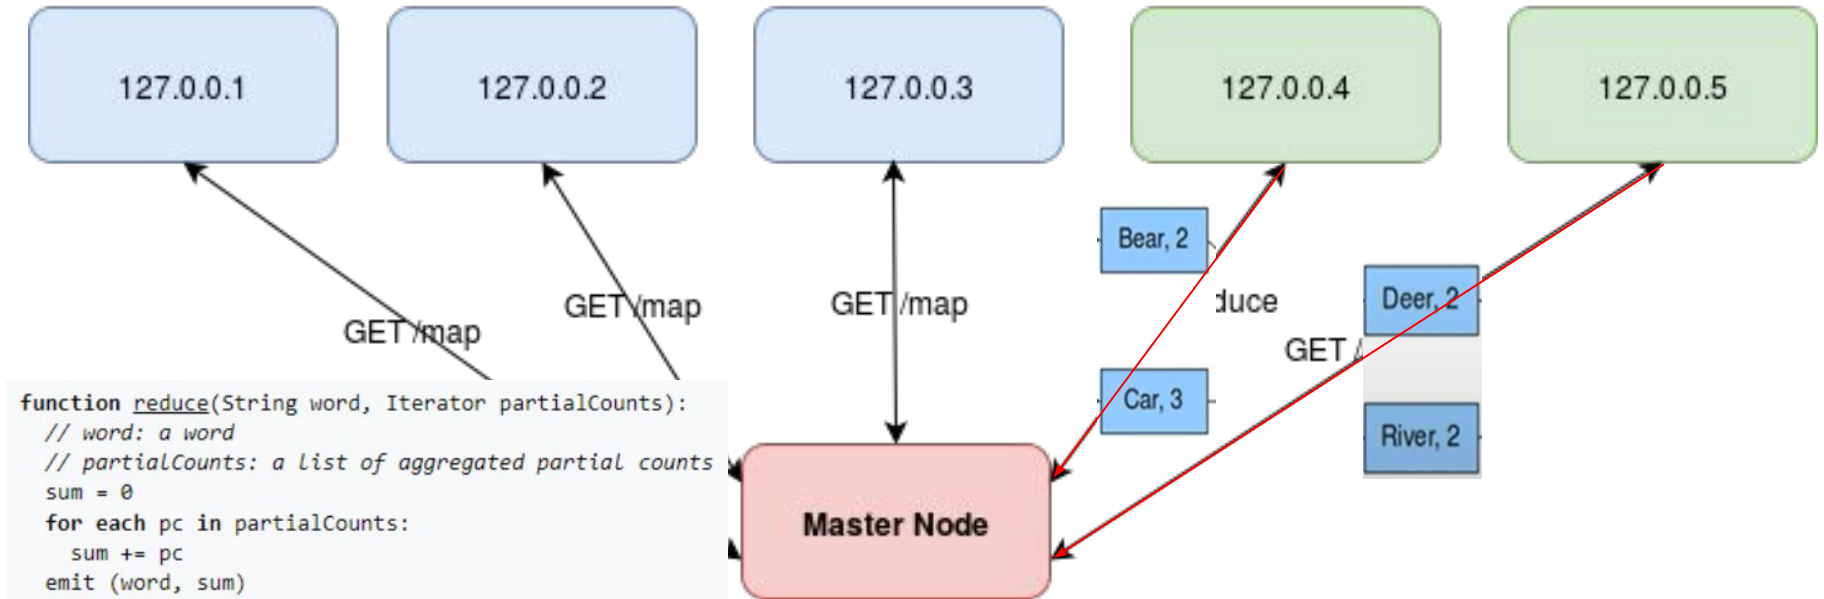 127.0.0.1
127.0.0.2
127.0.0.3
127.0.0.4
127.0.0.5
Bear, 2
GET /map
GET /map
GET /map
duce
Deer, 2
GET /
Car, 3
River, 2
function reduce(String word, Iterator partialCounts):
// word: a word
// partialCounts: a list of aggregated partial counts
sum = 0
for each pc in partialCounts:
sum += pc
emit (word, sum)
Master Node